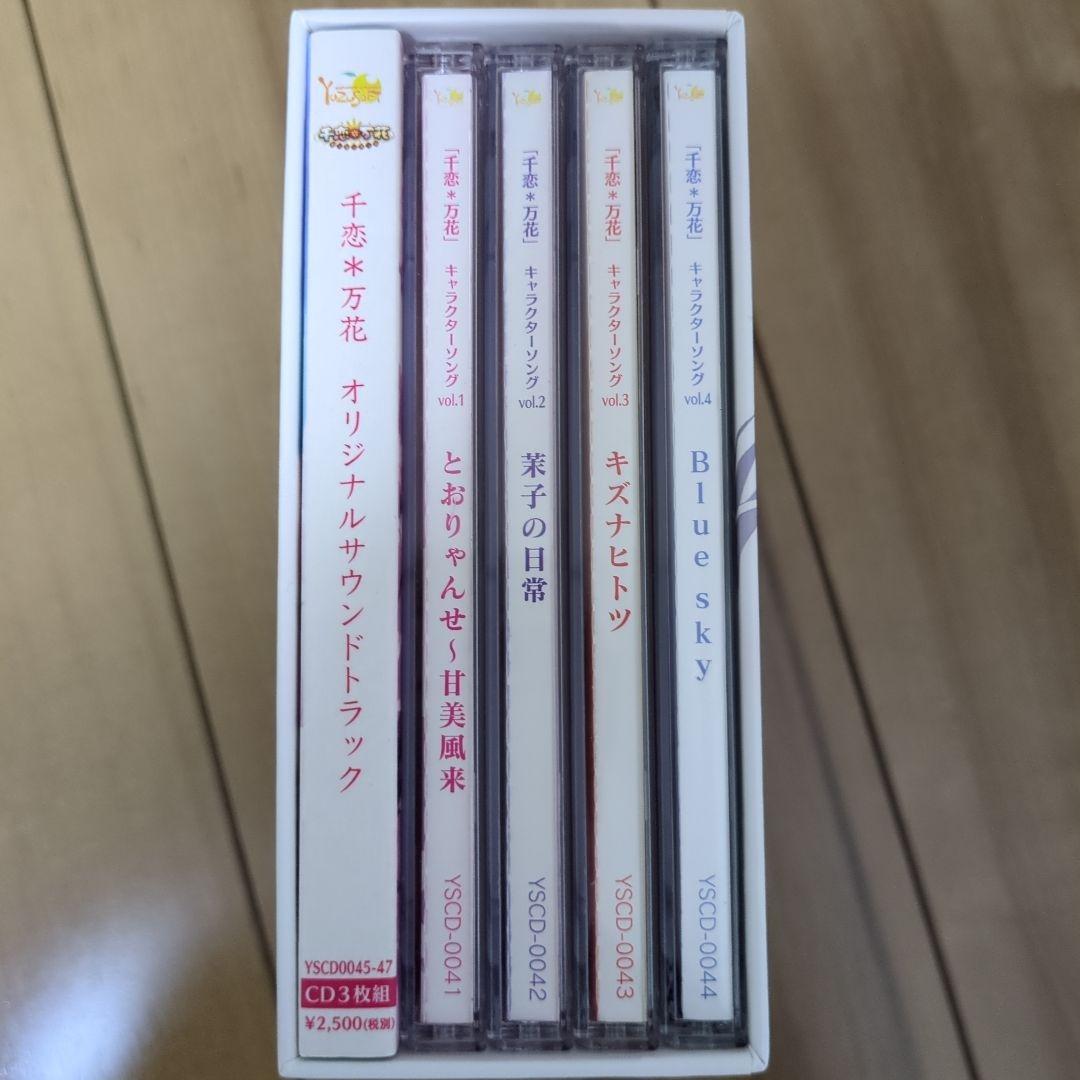 Yuzusoft
千恋＊万花
千恋＊万花　オリジナルサウンドトラック
YSCD0045-47
CD3枚組
¥2,500(税別)
「千恋＊万花」　キャラクターソング
vol.1
とおりゃんせ～甘美風来
YSCD-0041
「千恋＊万花」　キャラクターソング
vol.2
茉子の日常
YSCD-0042
「千恋＊万花」　キャラクターソング
vol.3
キズナヒトツ
YSCD-0043
「千恋＊万花」　キャラクターソング
vol.4
Blue sky
YSCD-0044